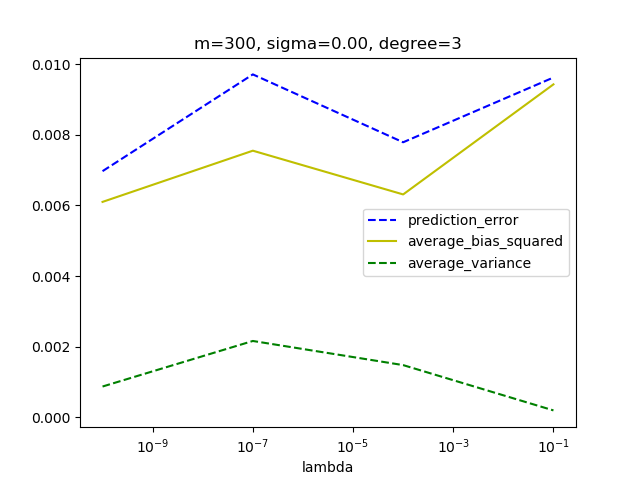 m=300, sigma=0.00, degree=3
0.010
0.008
0.006
0.004
0.002
0.000
prediction_error
average_bias_squared
average_variance
10⁻⁹ 10⁻⁷ 10⁻⁵ 10⁻³ 10⁻¹
lambda